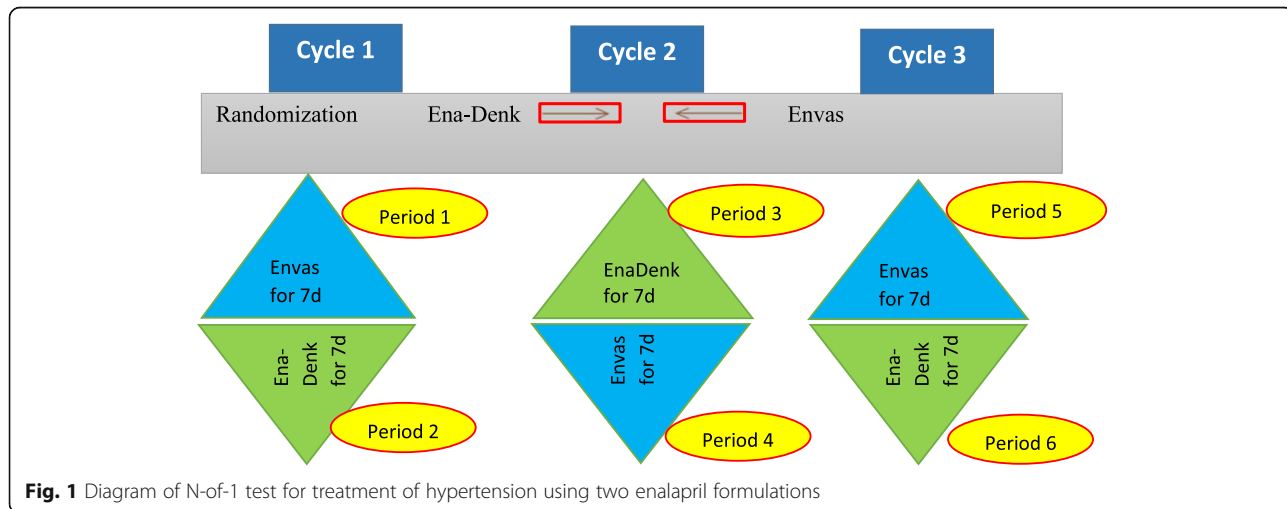 Cycle 1
Cycle 2
Cycle 3
Randomization
Ena-Denk
Envas
Period 1
Period 3
Period 5
Envas
for 7d
EnaDenk
for 7d
Envas
for 7d
Ena-
Denk
for 7d
Envas
for 7d
Ena-
Denk
for 7d
Period 2
Period 4
Period 6
Fig. 1 Diagram of N-of-1 test for treatment of hypertension using two enalapril formulations